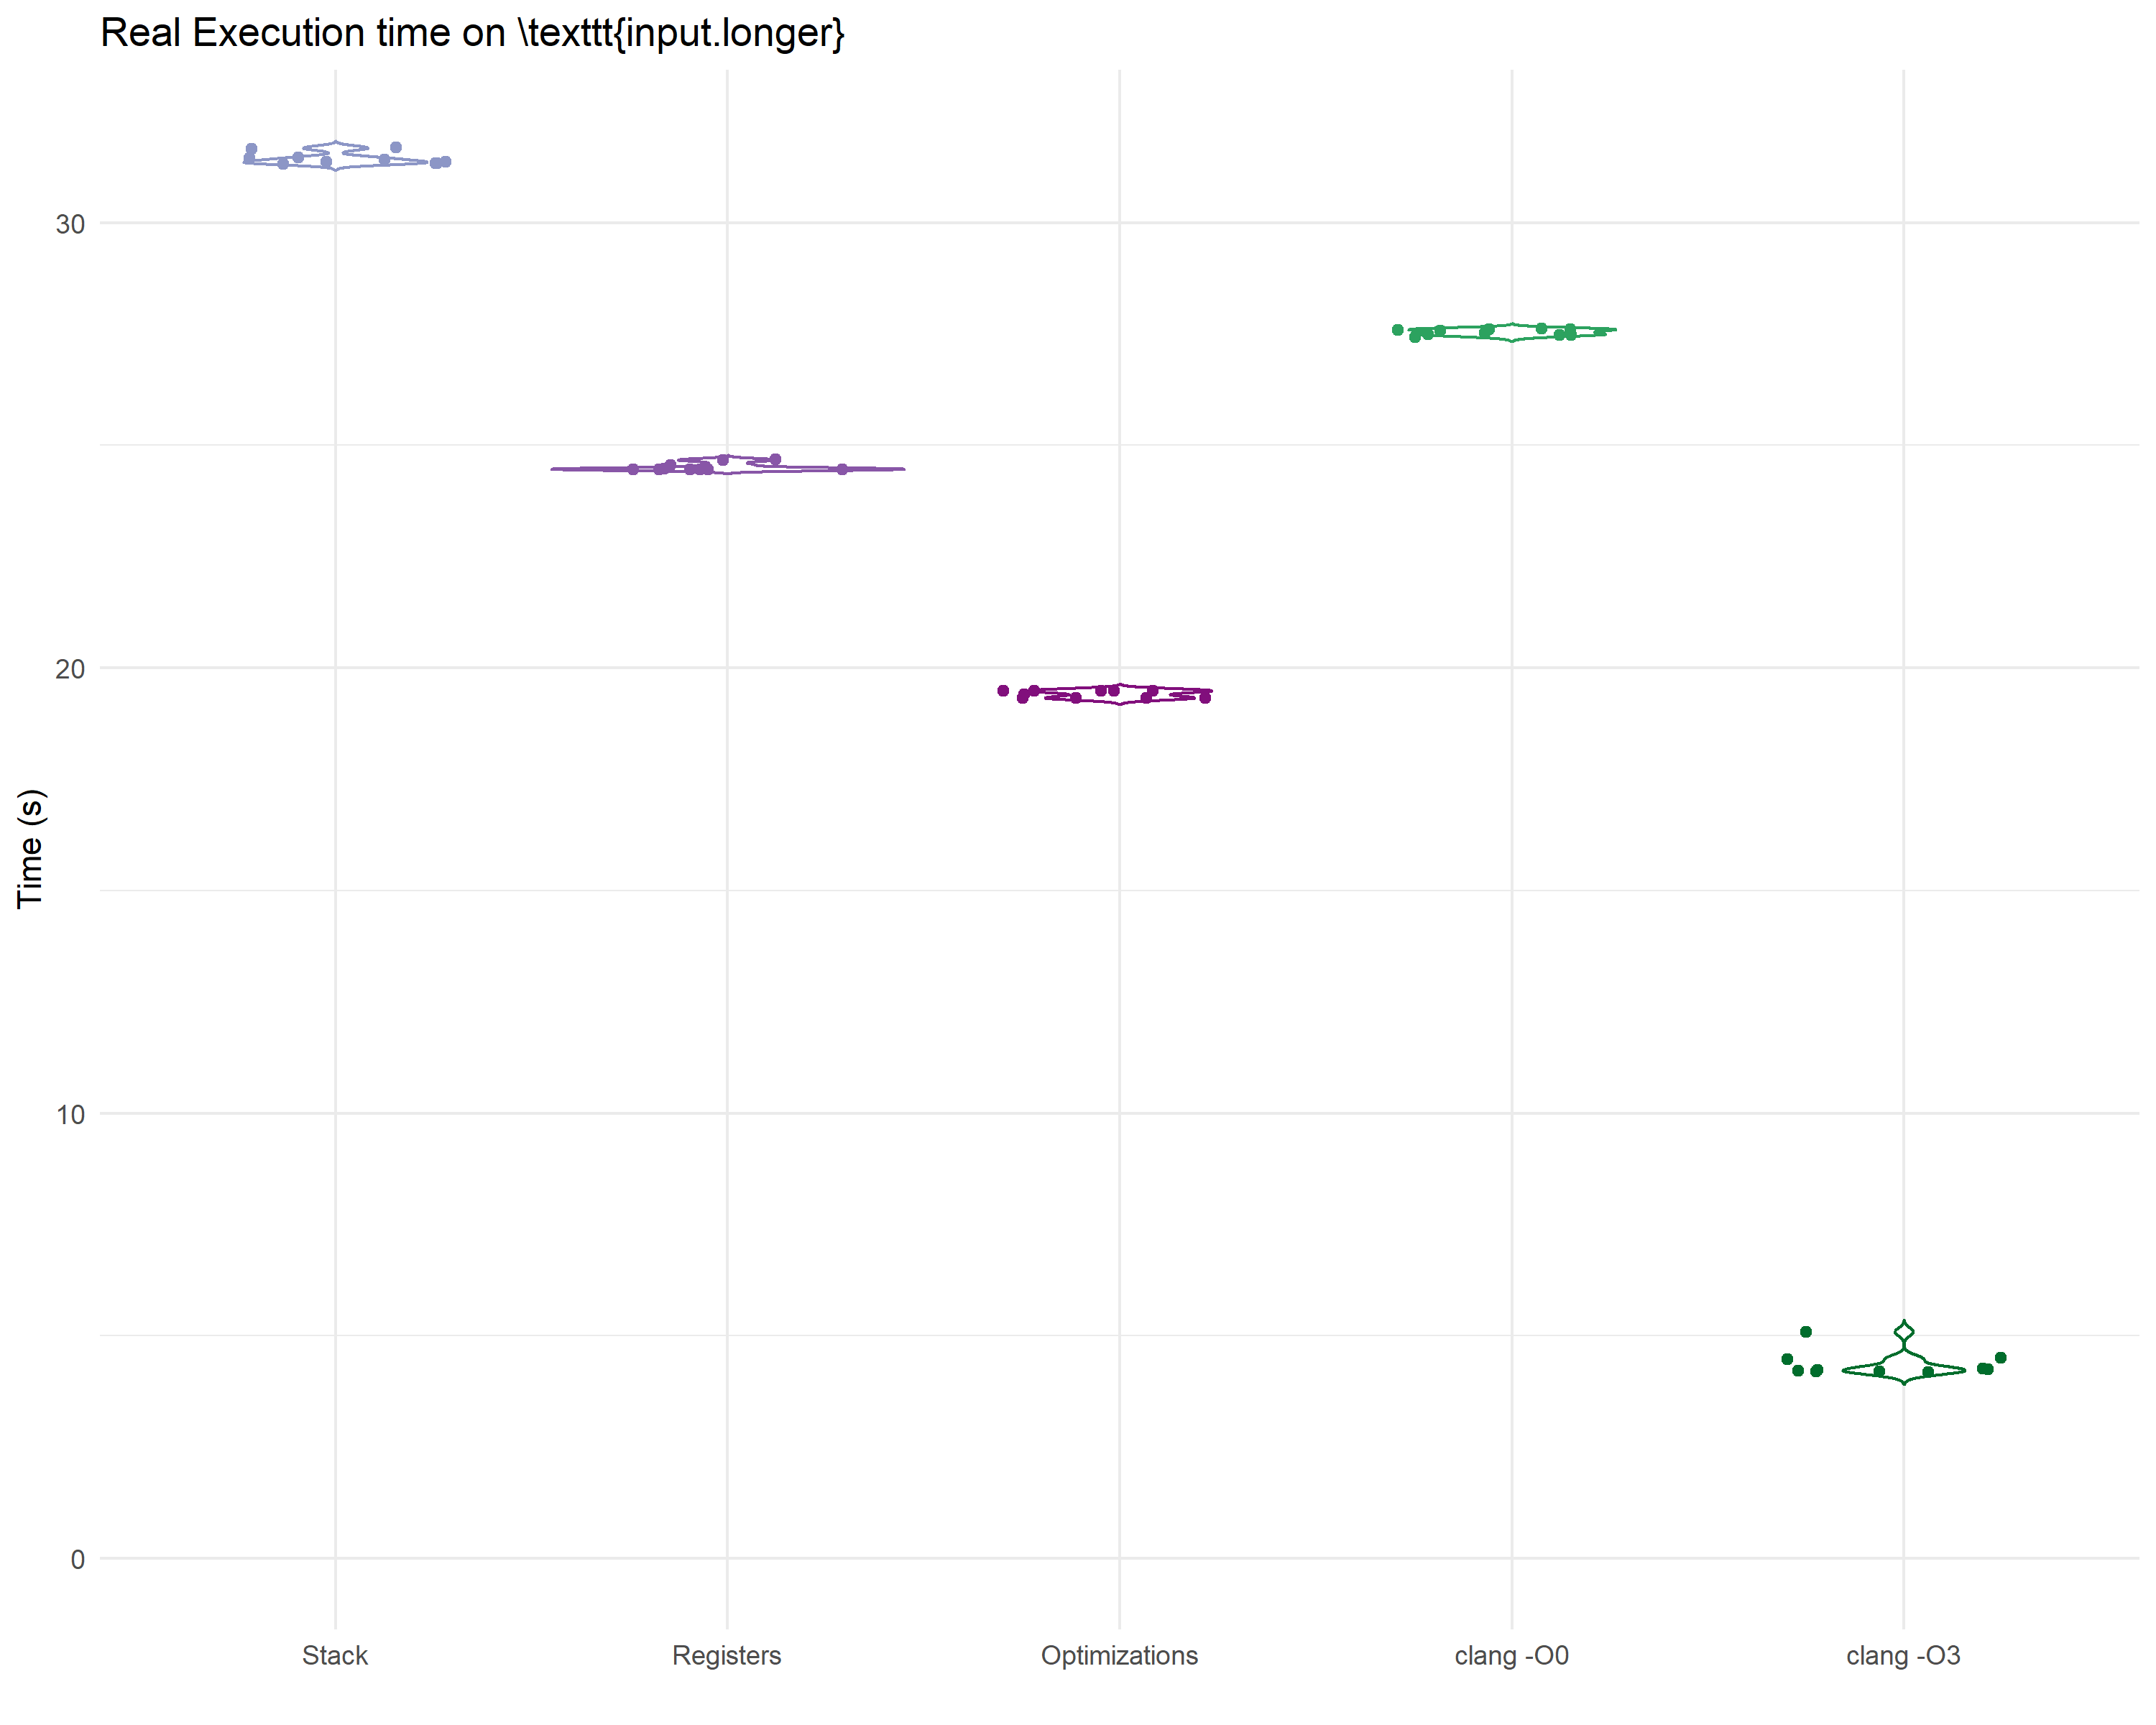 Real Execution time on \texttt{input.longer}
Time (s)
30
20
10
0
Stack Registers Optimizations clang -O0 clang -O3